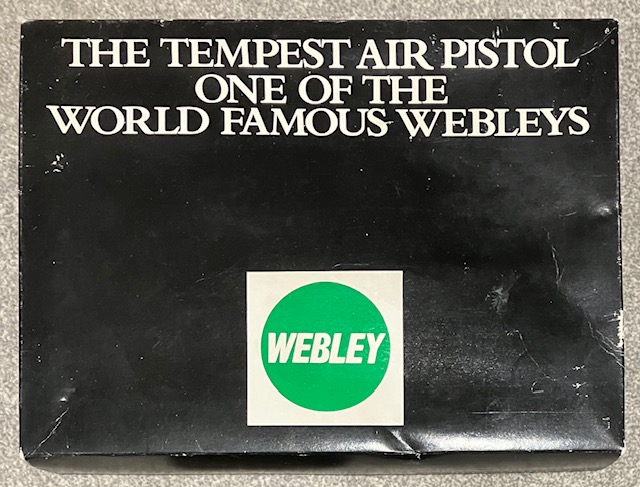 THE TEMPEST AIR PISTOL
ONE OF THE
WORLD FAMOUS WEBLEYS
WEBLEY